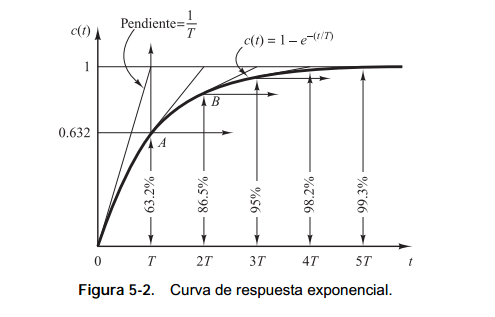 c(t)
Pendiente=1/T
c(t) = 1 – e^–(t/T)
1
B
0.632
A
63.2%
86.5%
95%
98.2%
99.3%
0
T
2T
3T
4T
5T
t
Figura 5-2. Curva de respuesta exponencial.